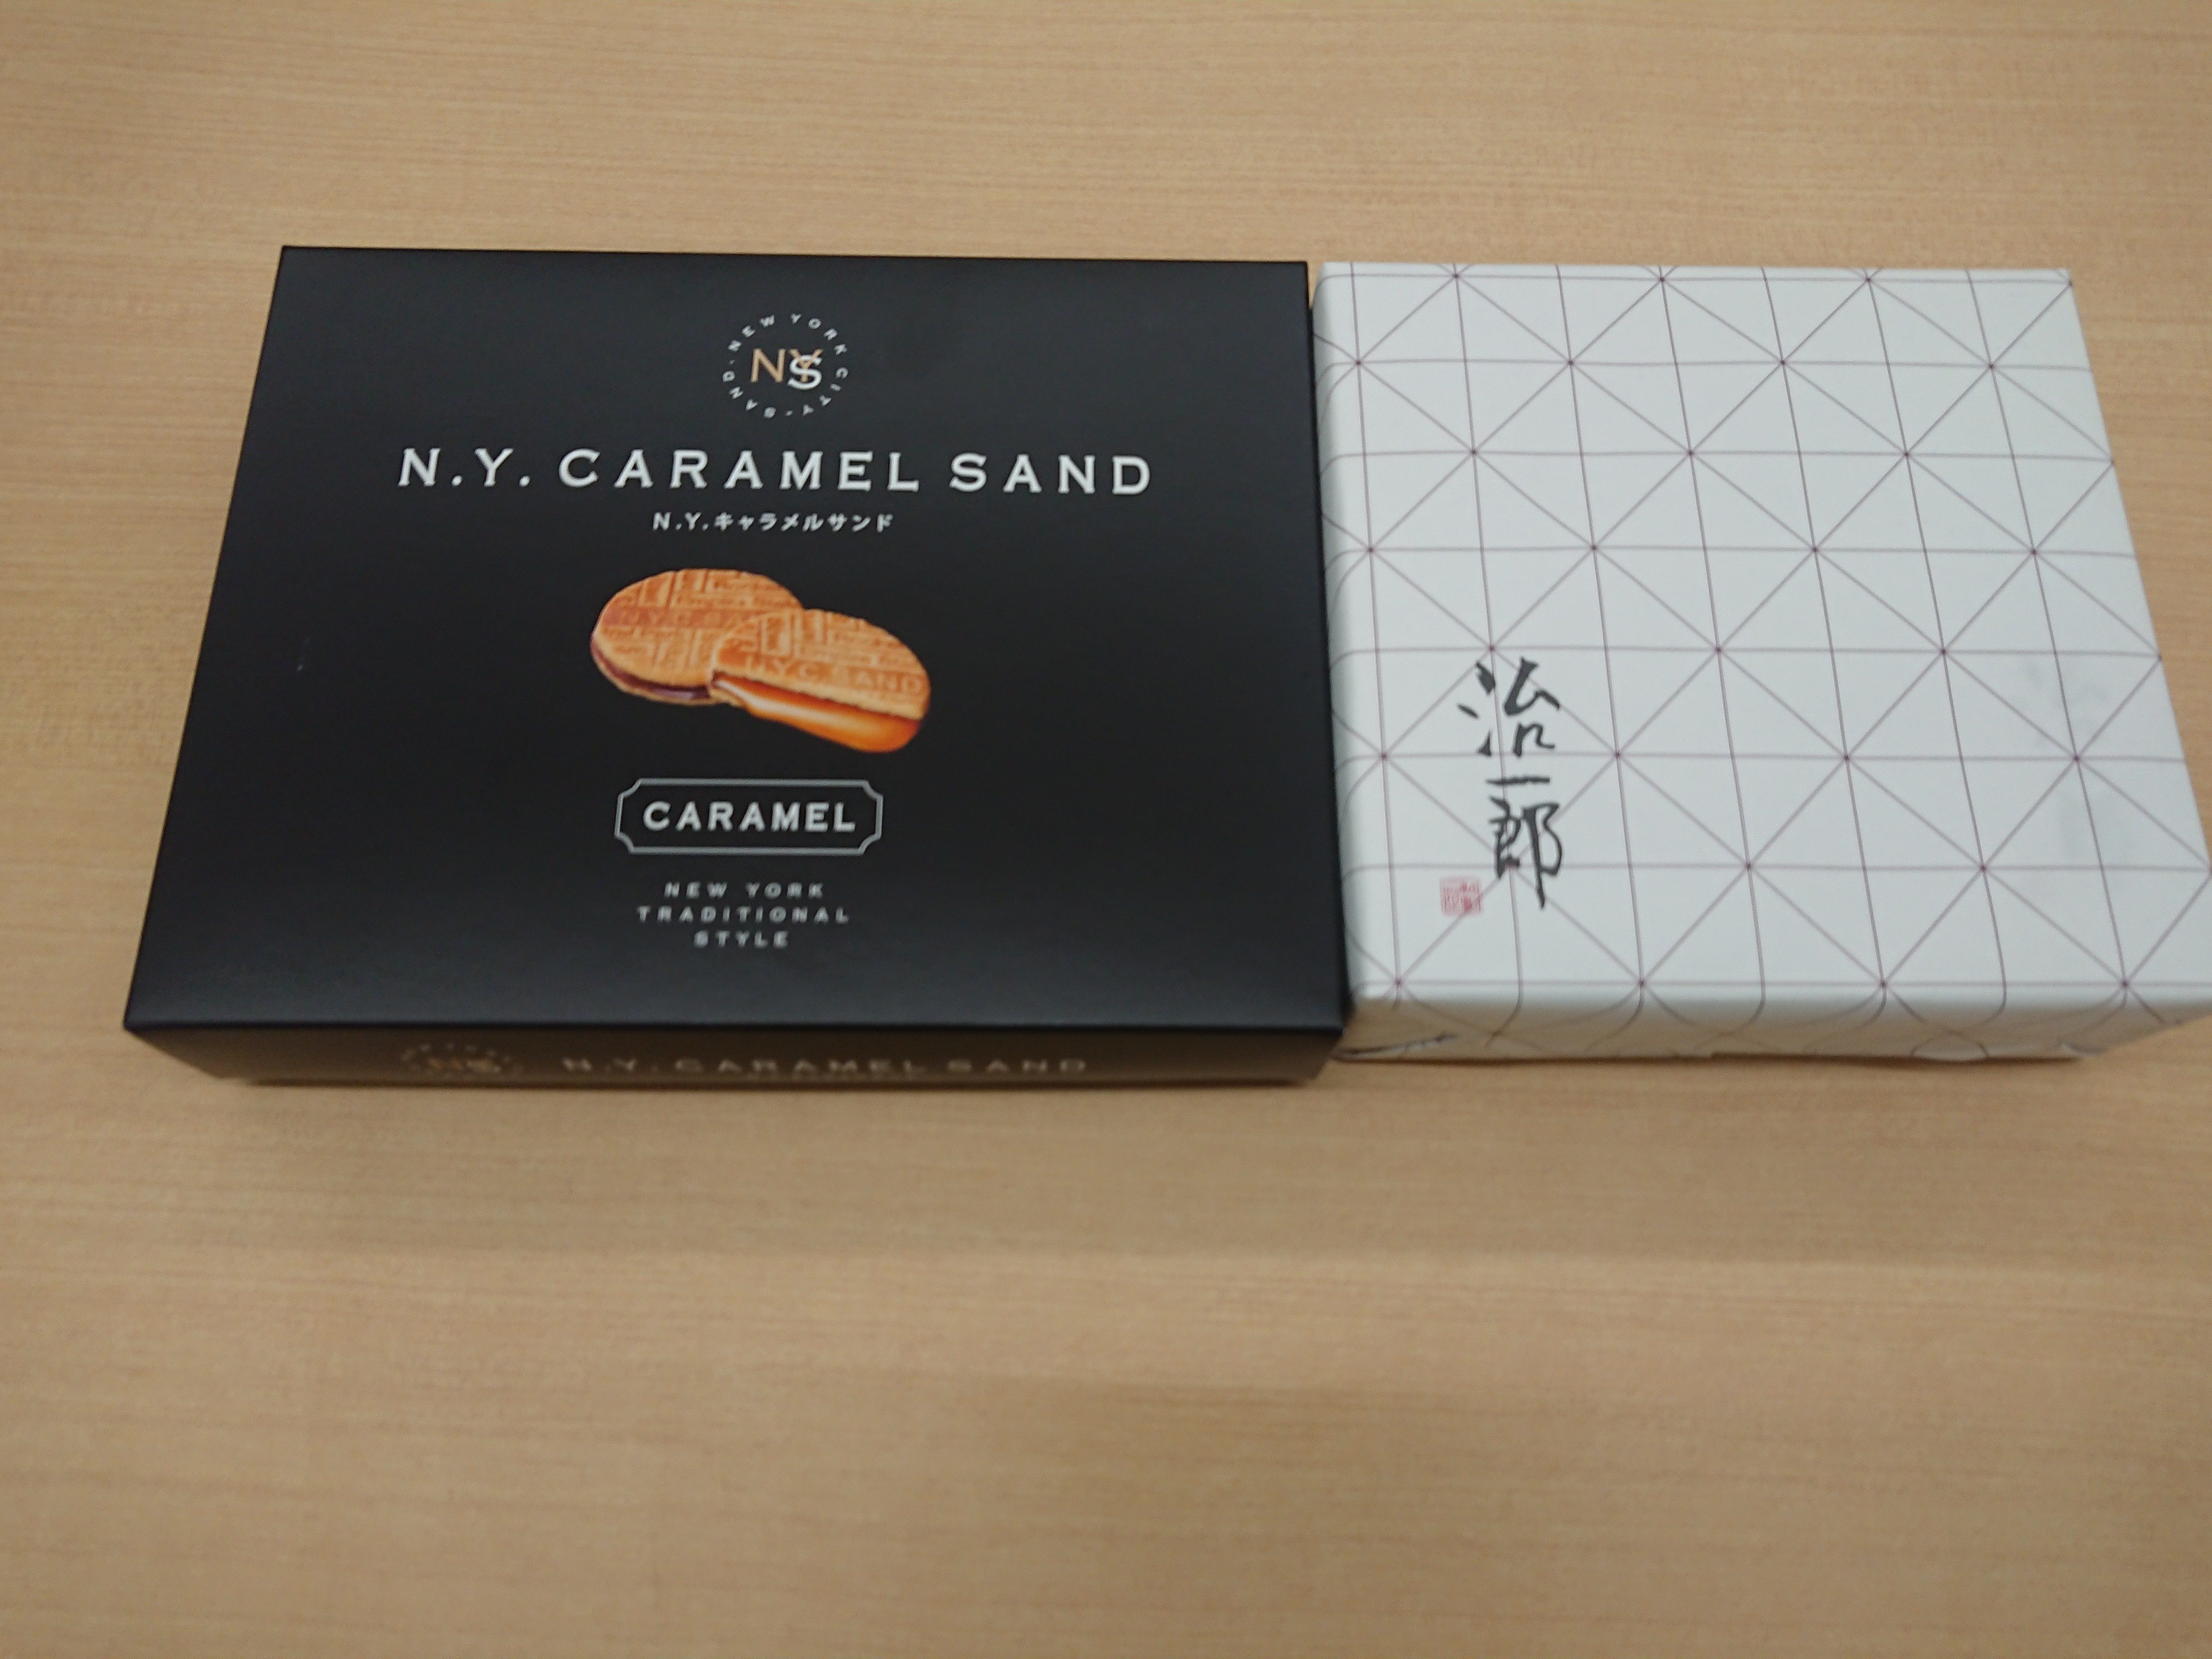 NEW YORK CITY-SAND-
NYS
N.Y. CARAMEL SAND
N.Y.キャラメルサンド
N.Y.C. SAND
CARAMEL
NEW YORK
TRADITIONAL
STYLE
N.Y. CARAMEL SAND
治一郎